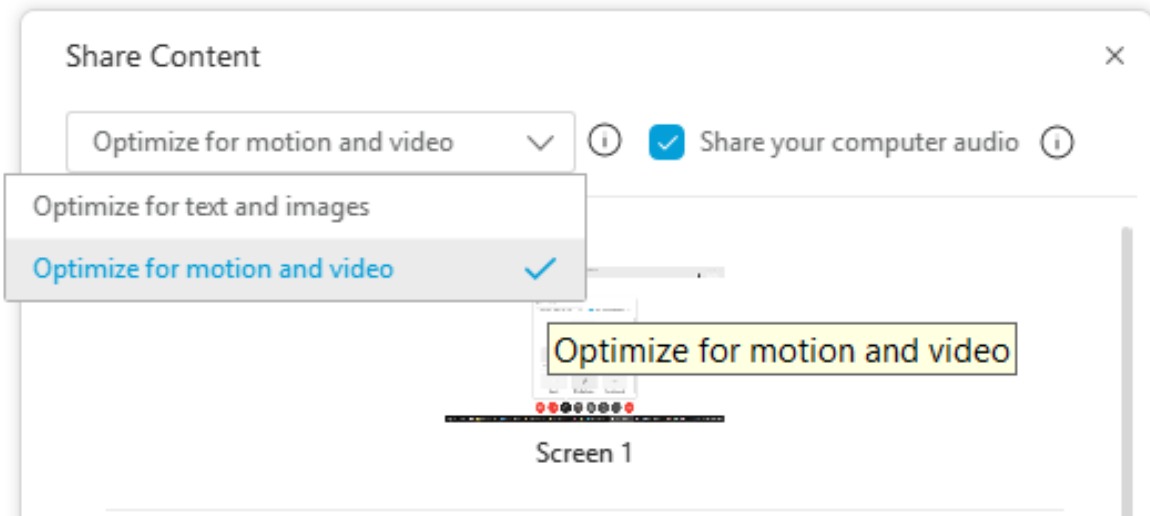 Share Content
Optimize for motion and video
Share your computer audio
Optimize for text and images
Optimize for motion and video
Optimize for motion and video
Screen 1